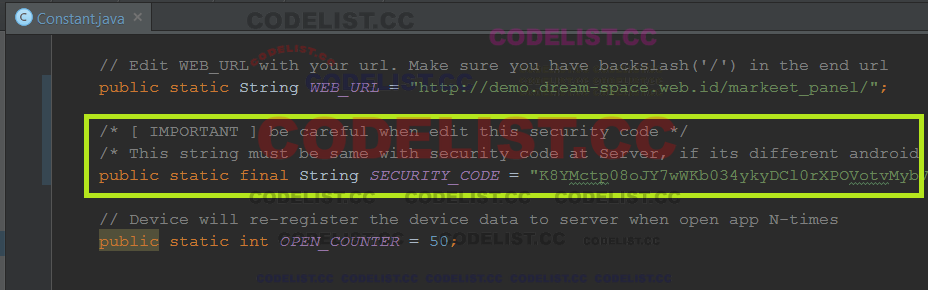 Constant.java
CODELIST.CC
CODELIST.CC
CODELIST.CC
// Edit WEB_URL with your url. Make sure you have backslash('/') in the end url
CODELIST.CC
public static String WEB_URL = "http://demo.dream-space.web.id/markeet_panel/";
CODELIST.CC
/* [ IMPORTANT ] be careful when edit this security code */
/* This string must be same with security code at Server, if its different android
public static final String SECURITY_CODE = "K8YMctp08oJY7wWKb034ykyDCl0rXPOVotvMyb
CODELIST.CC CODELIST.CC
// Device will re-register the device data to server when open app N-times
public static int OPEN_COUNTER = 50;
CODELIST.CC CODELIST.CC CODELIST.CC
CODELIST.CC CODELIST.CC CODELIST.CC CODELIST.CC CODELIST.CC